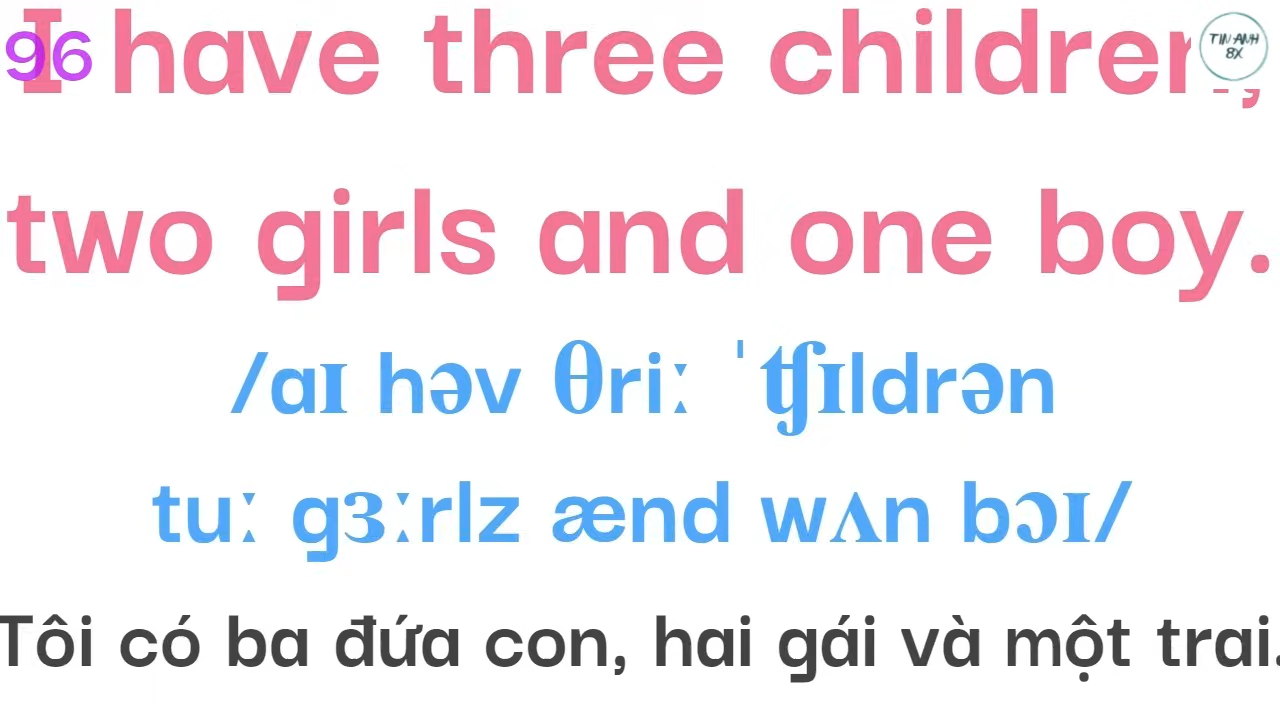 96
I have three children,
TIN ANH
8X
two girls and one boy.
/aɪ həv θriː ˈʧɪldrən
tuː gɜːrlz ænd wʌn bɔɪ/
Tôi có ba đứa con, hai gái và một trai.